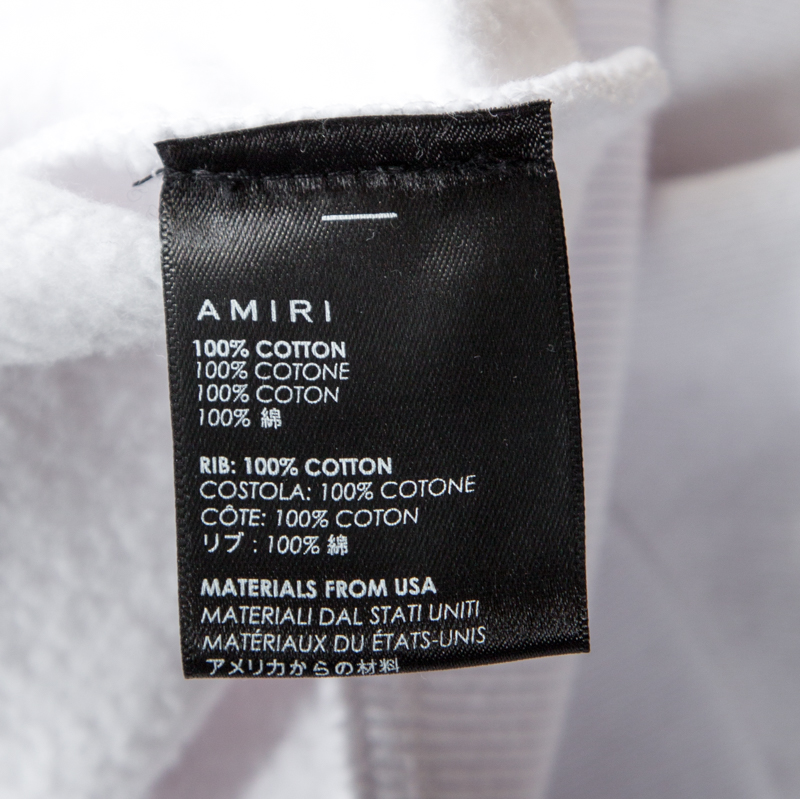 AMIRI
100% COTTON
100% COTONE
100% COTON
100% 綿
RIB: 100% COTTON
COSTOLA: 100% COTONE
CÔTE: 100% COTON
リブ : 100% 綿
MATERIALS FROM USA
MATERIALI DAL STATI UNITI
MATÉRIAUX DU ÉTATS-UNIS
アメリカからの材料